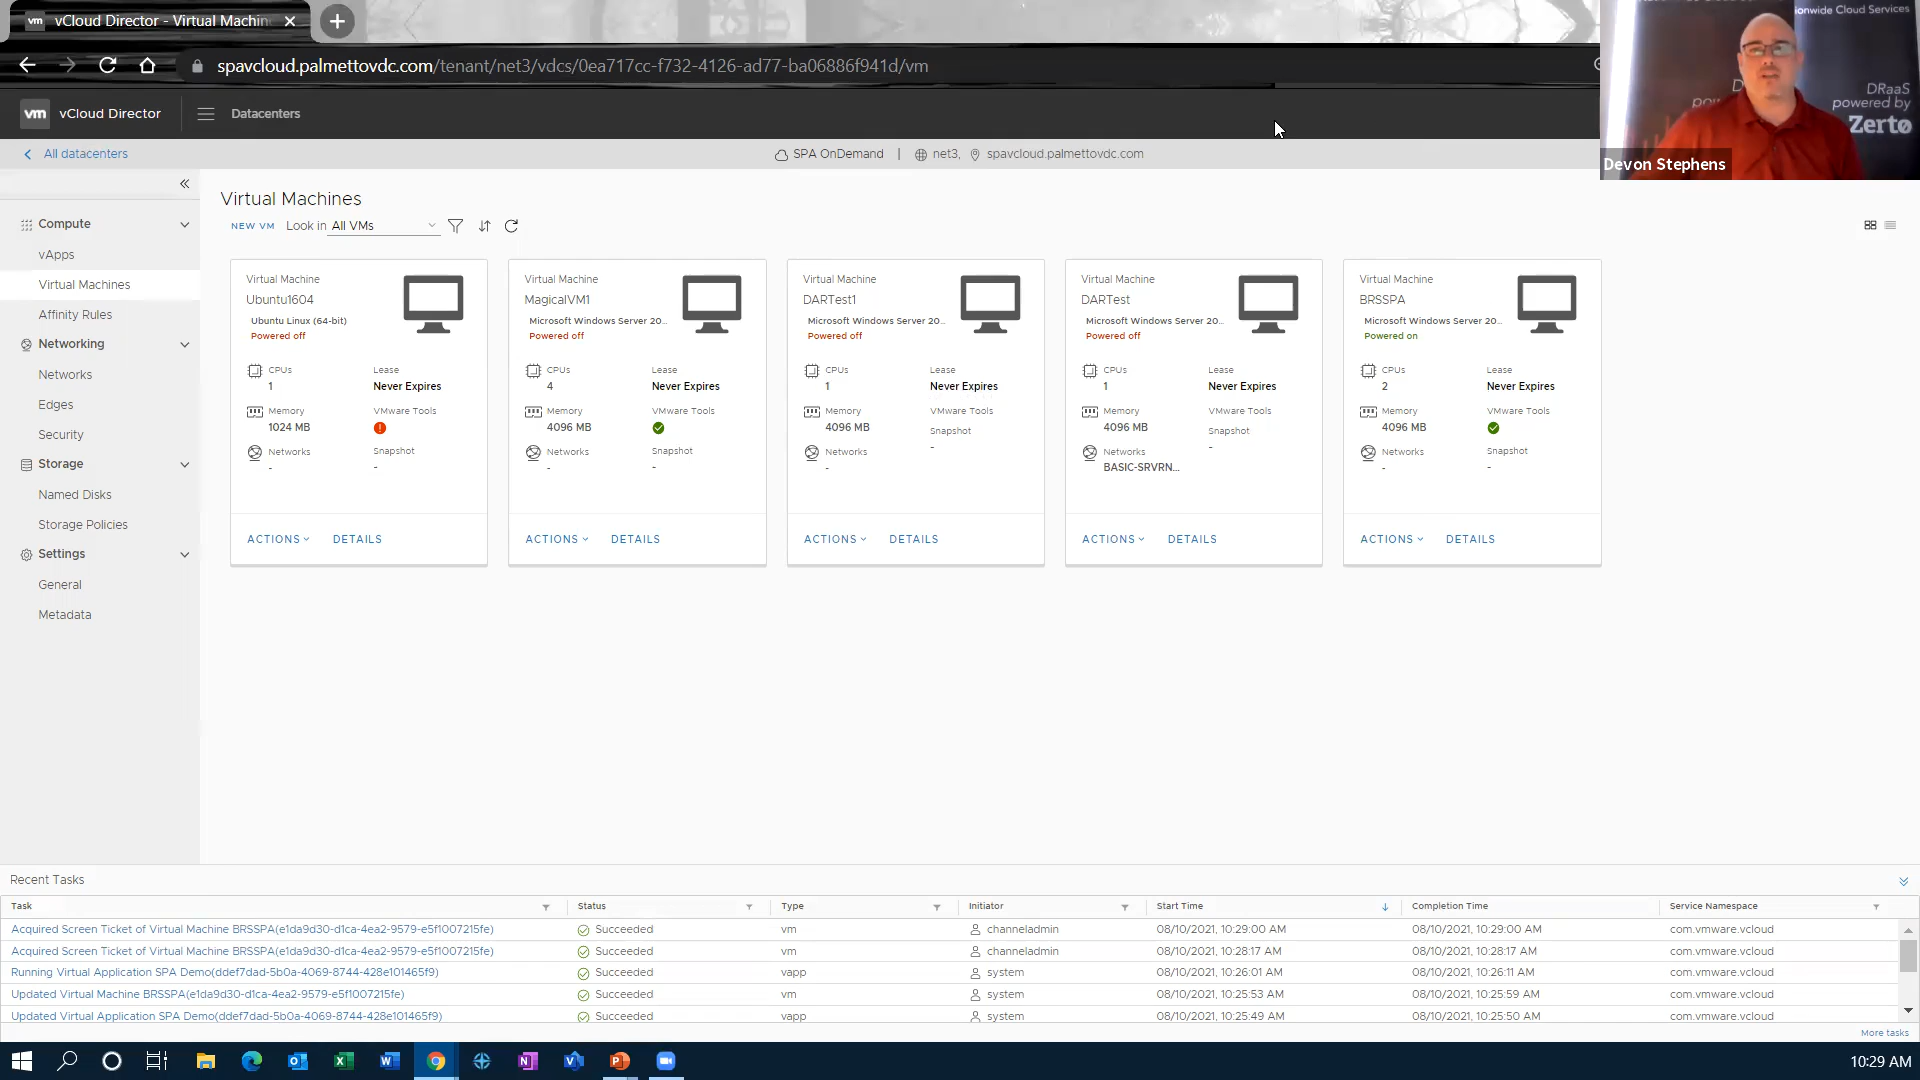 vm vCloud Director - Virtual Machin
spavcloud.palmettovdc.com/tenant/net3/vdcs/0ea717cc-f732-4126-ad77-ba06886f941d/vm
ionwide Cloud Services
DRaaS
powered by
Zerto
Devon Stephens
vm vCloud Director Datacenters
All datacenters
SPA OnDemand | net3, spavcloud.palmettovdc.com
Compute
vApps
Virtual Machines
Affinity Rules
Networking
Networks
Edges
Security
Storage
Named Disks
Storage Policies
Settings
General
Metadata
Virtual Machines
NEW VM Look in All VMs
Virtual Machine
Ubuntu1604
Ubuntu Linux (64-bit)
Powered off
CPUs
1
Lease
Never Expires
Memory
1024 MB
VMware Tools
Networks
-
Snapshot
-
ACTIONS DETAILS
Virtual Machine
MagicalVM1
Microsoft Windows Server 20...
Powered off
CPUs
4
Lease
Never Expires
Memory
4096 MB
VMware Tools
Networks
-
Snapshot
-
ACTIONS DETAILS
Virtual Machine
DARTest1
Microsoft Windows Server 20...
Powered off
CPUs
1
Lease
Never Expires
Memory
4096 MB
VMware Tools
Networks
-
Snapshot
-
ACTIONS DETAILS
Virtual Machine
DARTest
Microsoft Windows Server 20...
Powered off
CPUs
1
Lease
Never Expires
Memory
4096 MB
VMware Tools
Networks
BASIC-SRVRN...
Snapshot
-
ACTIONS DETAILS
Virtual Machine
BRSSPA
Microsoft Windows Server 20...
Powered on
CPUs
2
Lease
Never Expires
Memory
4096 MB
VMware Tools
Networks
-
Snapshot
-
ACTIONS DETAILS
Recent Tasks
Task Status Type Initiator Start Time Completion Time Service Namespace
Acquired Screen Ticket of Virtual Machine BRSSPA(e1da9d30-d1ca-4ea2-9579-e5f1007215fe) Succeeded vm channeladmin 08/10/2021, 10:29:00 AM 08/10/2021, 10:29:00 AM com.vmware.vcloud
Acquired Screen Ticket of Virtual Machine BRSSPA(e1da9d30-d1ca-4ea2-9579-e5f1007215fe) Succeeded vm channeladmin 08/10/2021, 10:28:17 AM 08/10/2021, 10:28:17 AM com.vmware.vcloud
Running Virtual Application SPA Demo(ddef7dad-5b0a-4069-8744-428e101465f9) Succeeded vapp system 08/10/2021, 10:26:01 AM 08/10/2021, 10:26:11 AM com.vmware.vcloud
Updated Virtual Machine BRSSPA(e1da9d30-d1ca-4ea2-9579-e5f1007215fe) Succeeded vm system 08/10/2021, 10:25:53 AM 08/10/2021, 10:25:59 AM com.vmware.vcloud
Updated Virtual Application SPA Demo(ddef7dad-5b0a-4069-8744-428e101465f9) Succeeded vapp system 08/10/2021, 10:25:49 AM 08/10/2021, 10:25:50 AM com.vmware.vcloud
More tasks
10:29 AM